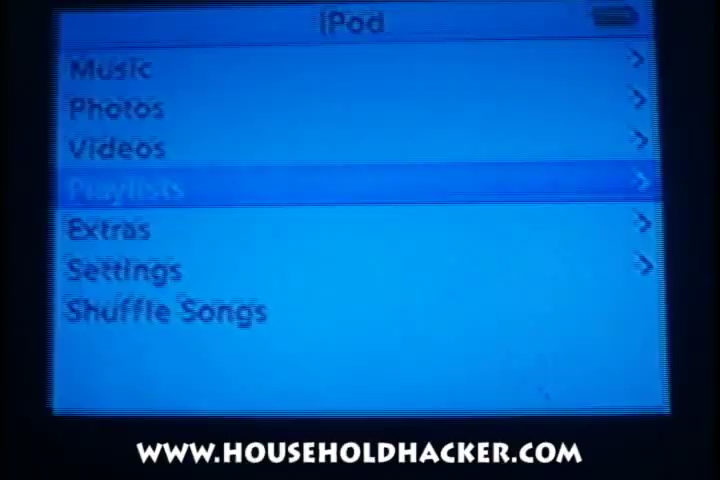 iPod
Music
Photos
Videos
Playlists
Extras
Settings
Shuffle Songs
WWW.HOUSEHOLDHACKER.COM